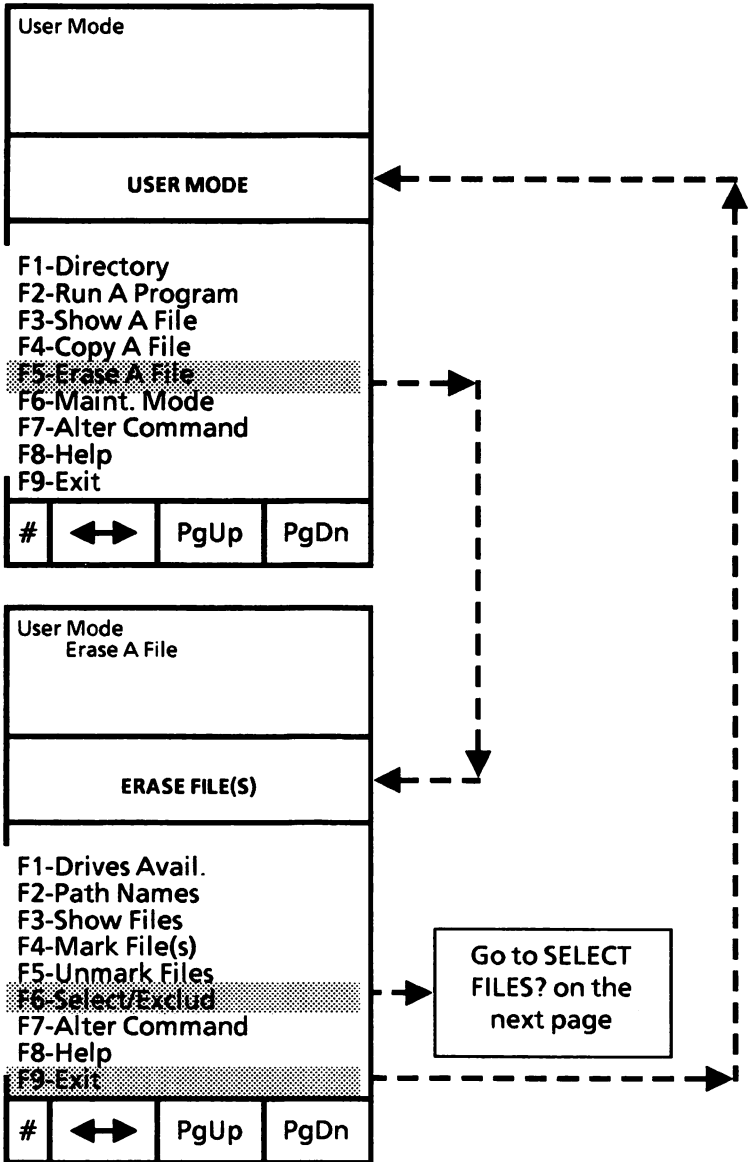 User Mode
USER MODE
F1-Directory
F2-Run A Program
F3-Show A File
F4-Copy A File
F5-Erase A File
F6-Maint. Mode
F7-Alter Command
F8-Help
F9-Exit
# PgUp PgDn
User Mode
Erase A File
ERASE FILE(S)
F1-Drives Avail.
F2-Path Names
F3-Show Files
F4-Mark File(s)
F5-Unmark Files
F6-Select/Exclud
F7-Alter Command
F8-Help
F9-Exit
Go to SELECT
FILES? on the
next page
# PgUp PgDn